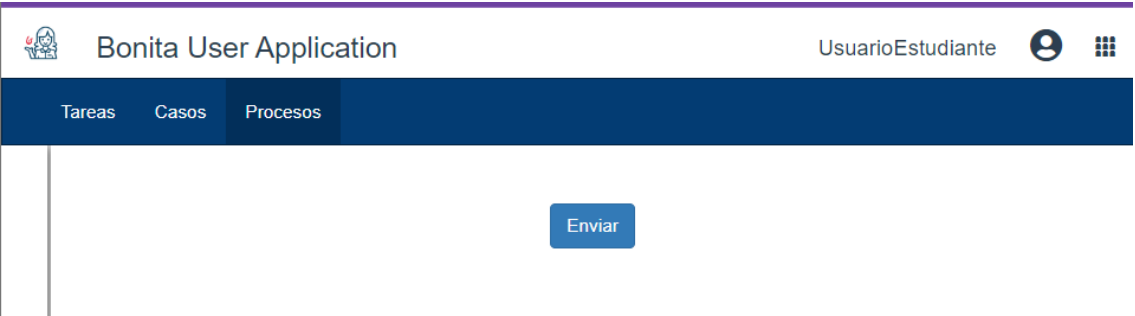 Bonita User Application
UsuarioEstudiante
Tareas Casos Procesos
Enviar